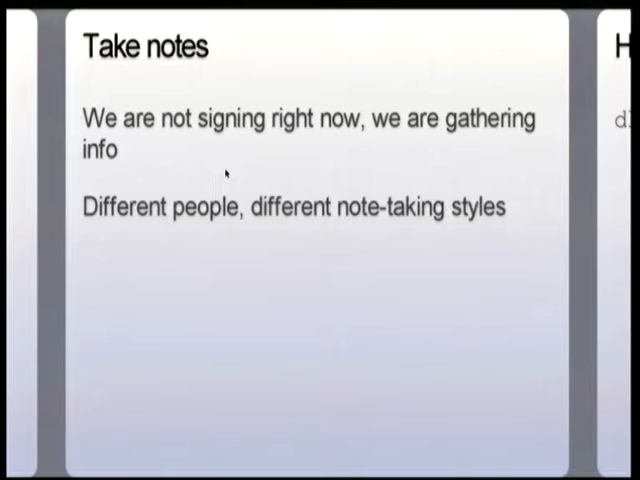 Take notes
We are not signing right now, we are gathering
info
Different people, different note-taking styles
H
d